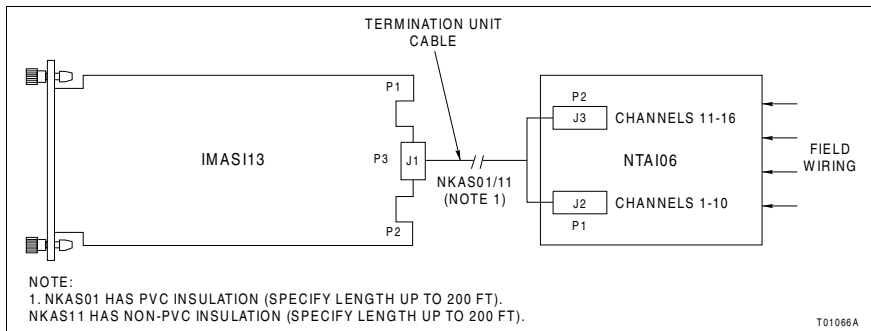 TERMINATION UNIT
CABLE
P1
IMASI13
P3
J1
P2
NKAS01/11
(NOTE 1)
P2
J3
CHANNELS 11-16
NTAI06
J2
CHANNELS 1-10
P1
FIELD
WIRING
NOTE:
1. NKAS01 HAS PVC INSULATION (SPECIFY LENGTH UP TO 200 FT).
NKAS11 HAS NON-PVC INSULATION (SPECIFY LENGTH UP TO 200 FT).
T01066A